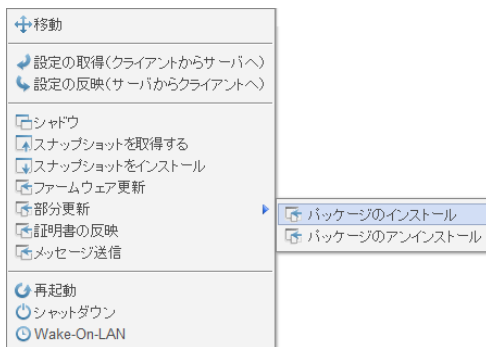 移動
設定の取得(クライアントからサーバへ)
設定の反映(サーバからクライアントへ)
シャドウ
スナップショットを取得する
スナップショットをインストール
ファームウェア更新
部分更新
パッケージのインストール
パッケージのアンインストール
証明書の反映
メッセージ送信
再起動
シャットダウン
Wake-On-LAN